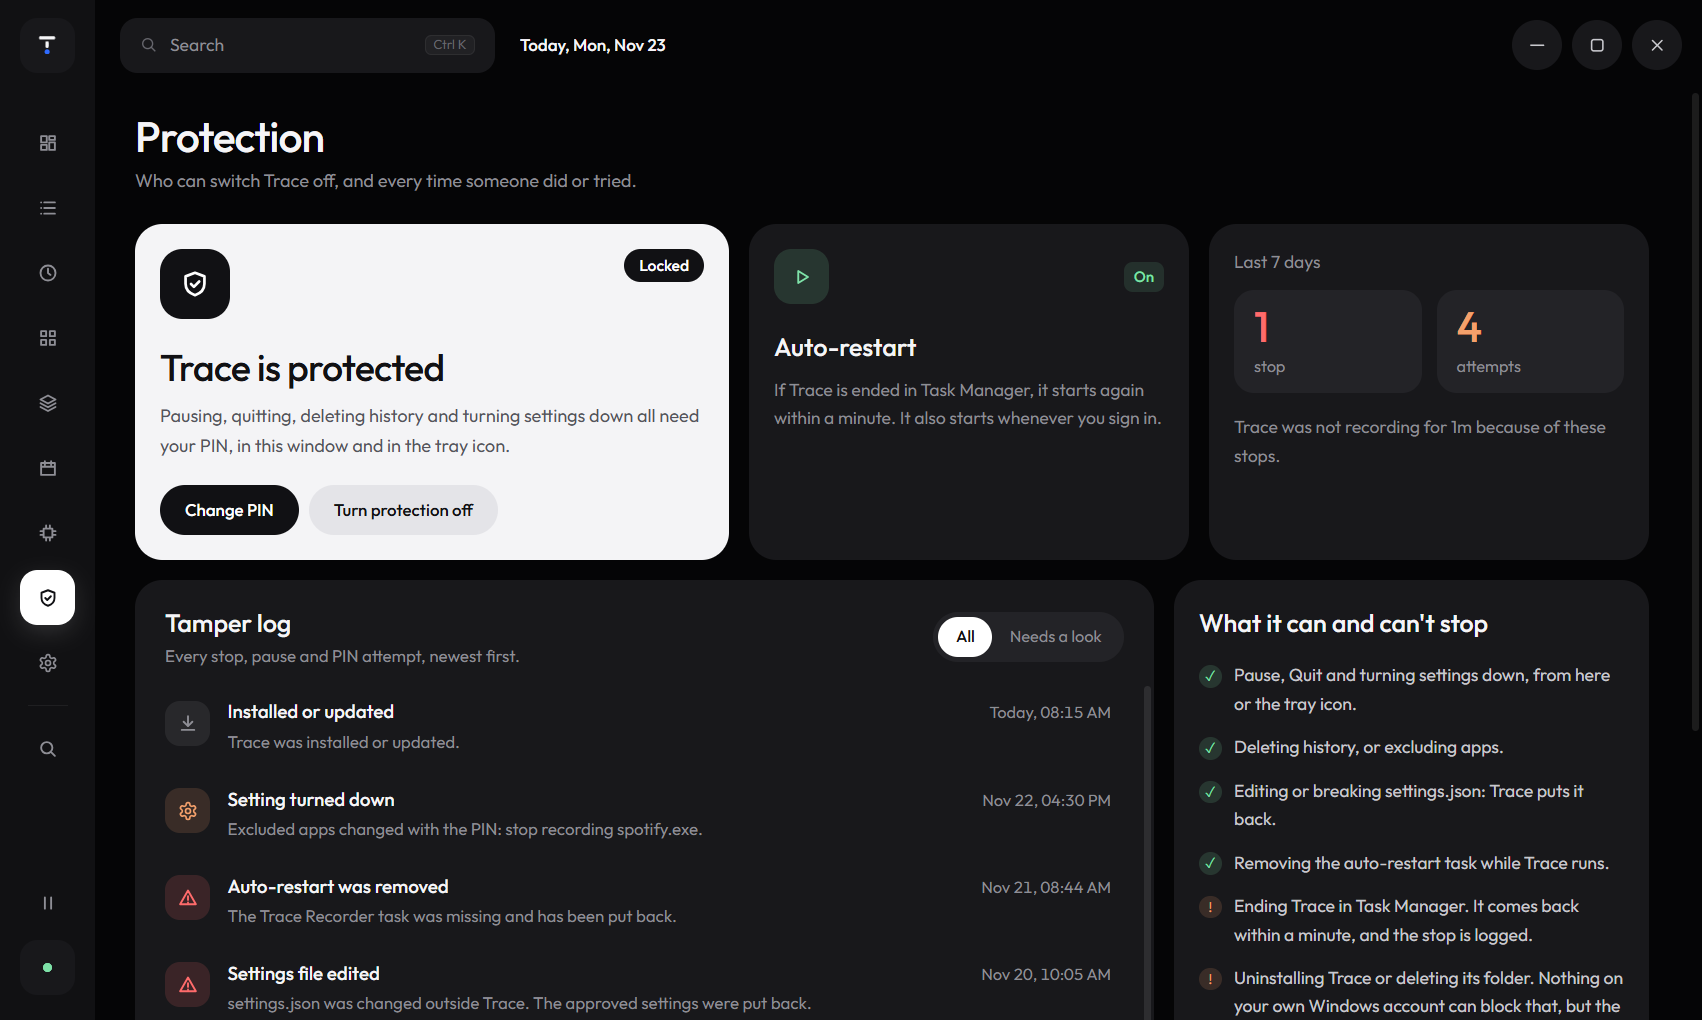 Search
Ctrl K
Today, Mon, Nov 23
Protection
Who can switch Trace off, and every time someone did or tried.
Locked
Trace is protected
Pausing, quitting, deleting history and turning settings down all need
your PIN, in this window and in the tray icon.
Change PIN
Turn protection off
On
Auto-restart
If Trace is ended in Task Manager, it starts again
within a minute. It also starts whenever you sign in.
Last 7 days
1
stop
4
attempts
Trace was not recording for 1m because of these
stops.
Tamper log
Every stop, pause and PIN attempt, newest first.
All
Needs a look
Installed or updated
Today, 08:15 AM
Trace was installed or updated.
Setting turned down
Nov 22, 04:30 PM
Excluded apps changed with the PIN: stop recording spotify.exe.
Auto-restart was removed
Nov 21, 08:44 AM
The Trace Recorder task was missing and has been put back.
Settings file edited
Nov 20, 10:05 AM
settings.json was changed outside Trace. The approved settings were put back.
What it can and can't stop
Pause, Quit and turning settings down, from here
or the tray icon.
Deleting history, or excluding apps.
Editing or breaking settings.json: Trace puts it
back.
Removing the auto-restart task while Trace runs.
Ending Trace in Task Manager. It comes back
within a minute, and the stop is logged.
Uninstalling Trace or deleting its folder. Nothing on
your own Windows account can block that, but the